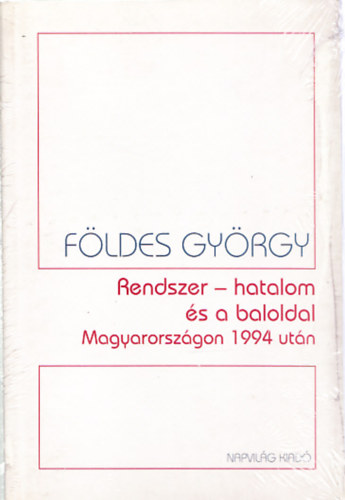 FÖLDES GYÖRGY
Rendszer – hatalom
és a baloldal
Magyarországon 1994 után
NAPVILÁG KIADÓ